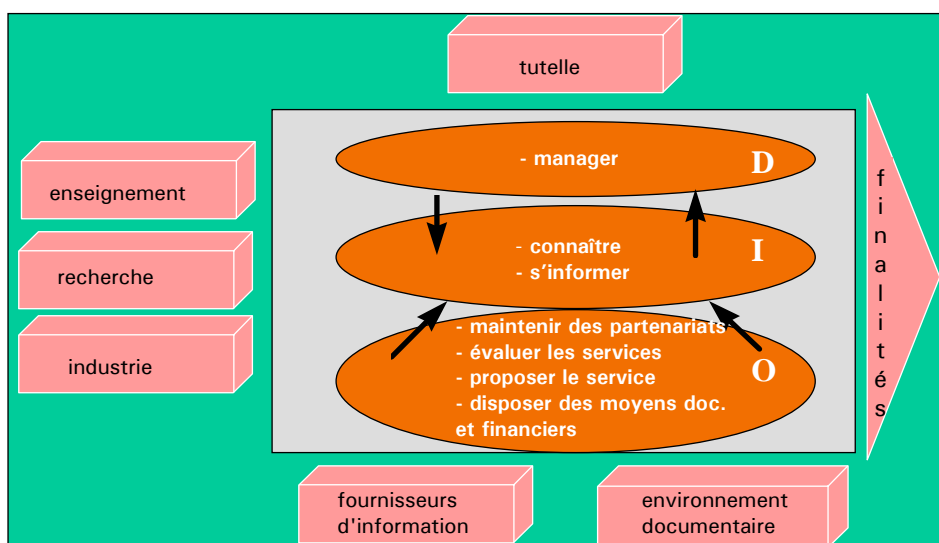 tutelle
- manager
D
enseignement
- connaître
- s'informer
I
recherche
industrie
- maintenir des partenariats
- évaluer les services
- proposer le service
- disposer des moyens doc.
et financiers
O
finalités
fournisseurs
d'information
environnement
documentaire